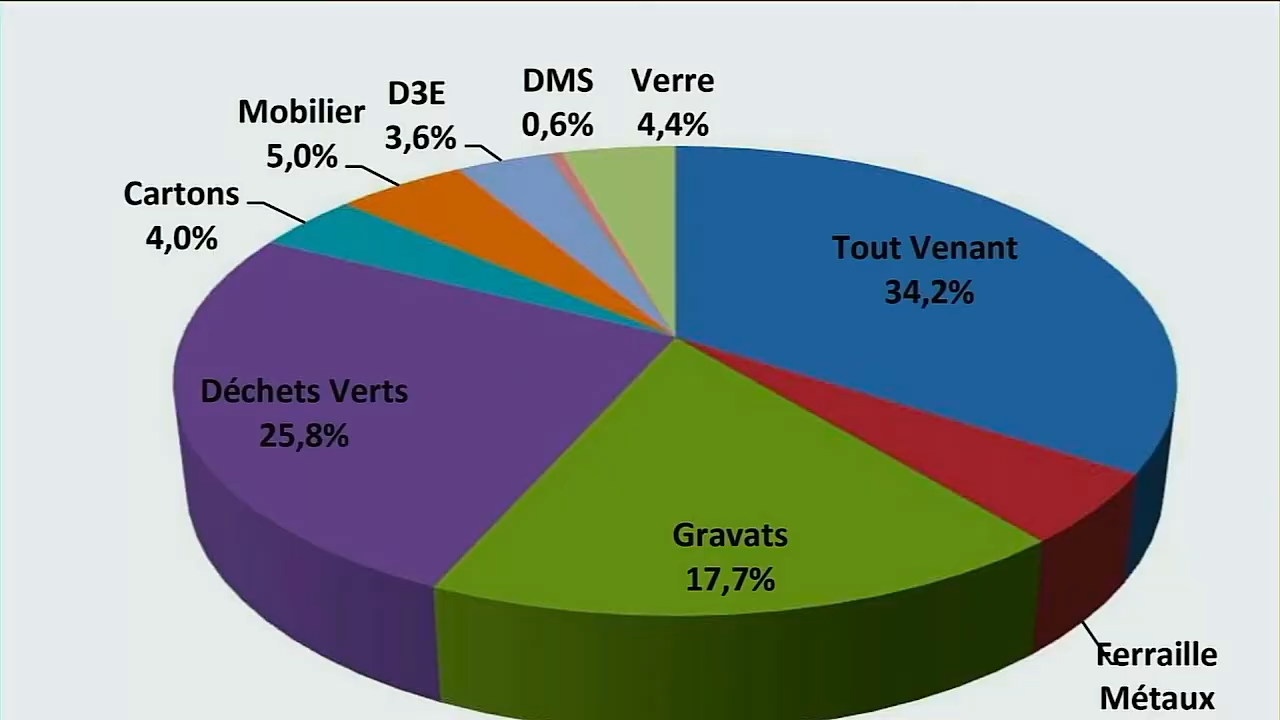 DMS
0,6%
Verre
4,4%
D3E
3,6%
Mobilier
5,0%
Cartons
4,0%
Tout Venant
34,2%
Déchets Verts
25,8%
Gravats
17,7%
Ferraille
Métaux